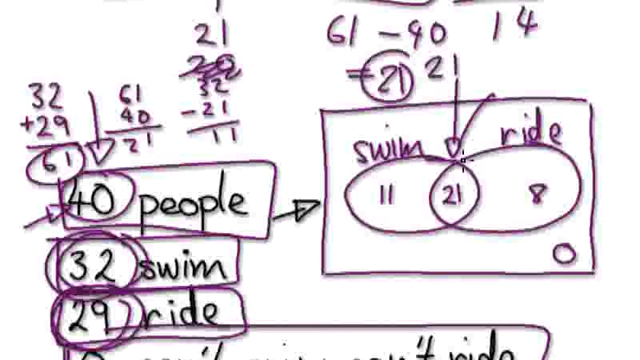 21
61 - 40 14
= 21 21
32
- 21
11
32
+ 29
61
61
40
21
swim ride
11 21 8
0
40 people
32 swim
29 ride